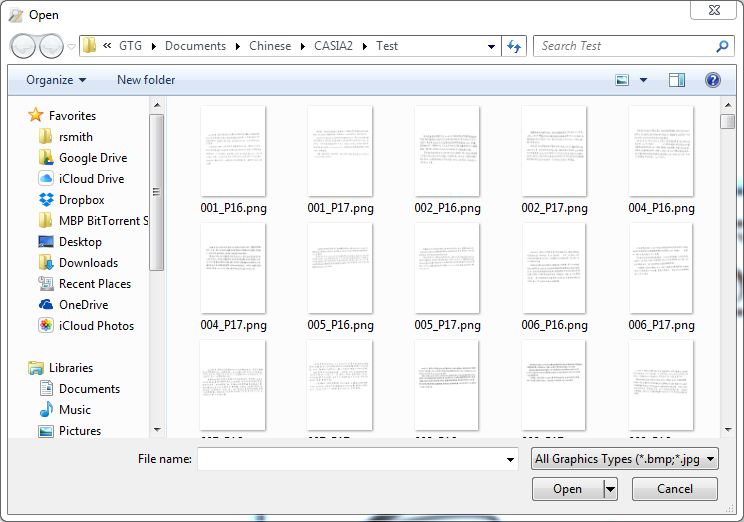 Open
« GTG Documents Chinese CASIA2 Test
Search Test
Organize
New folder
Favorites
rsmith
Google Drive
iCloud Drive
Dropbox
MBP BitTorrent S
Desktop
Downloads
Recent Places
OneDrive
iCloud Photos
Libraries
Documents
Music
Pictures
001_P16.png
001_P17.png
002_P16.png
002_P17.png
004_P16.png
004_P17.png
005_P16.png
005_P17.png
006_P16.png
006_P17.png
File name:
All Graphics Types (*.bmp;*.jpg
Open
Cancel